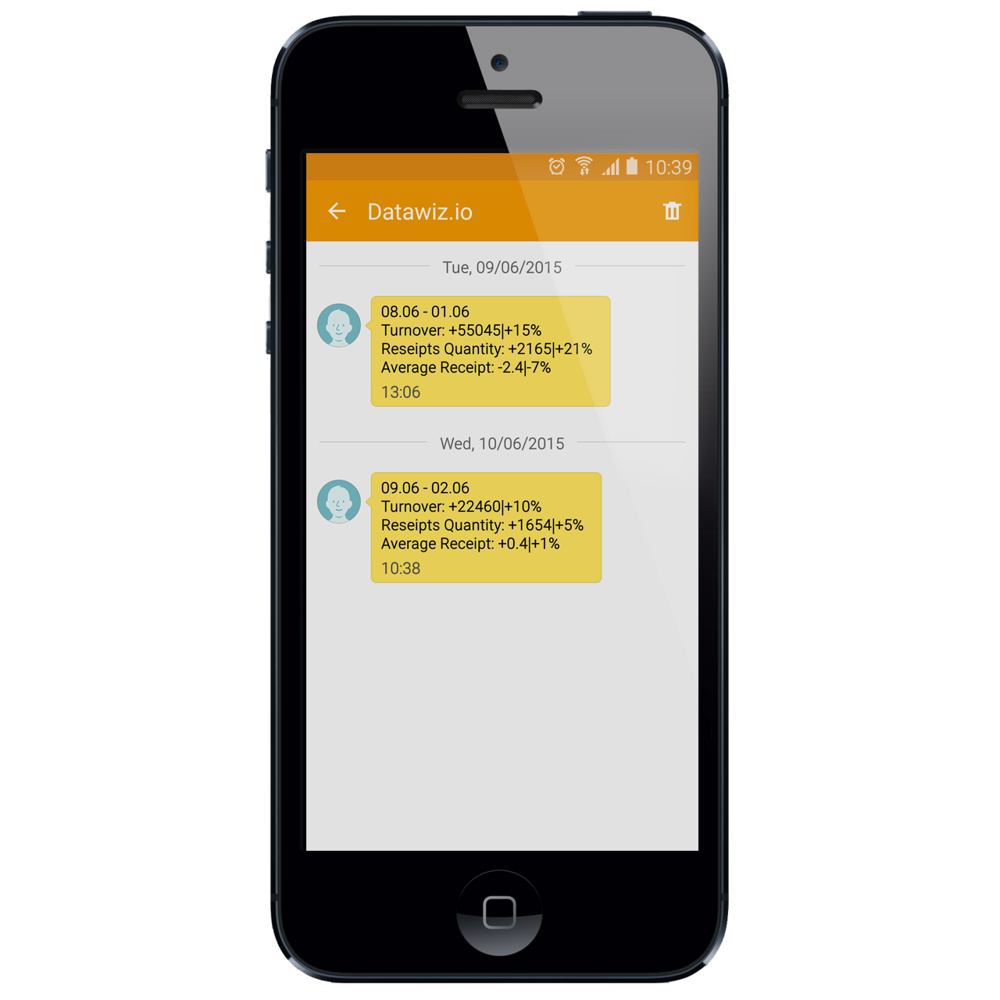 10:39
Datawiz.io
Tue, 09/06/2015
08.06 - 01.06
Turnover: +55045|+15%
Reseipts Quantity: +2165|+21%
Average Receipt: -2.4|-7%
13:06
Wed, 10/06/2015
09.06 - 02.06
Turnover: +22460|+10%
Reseipts Quantity: +1654|+5%
Average Receipt: +0.4|+1%
10:38